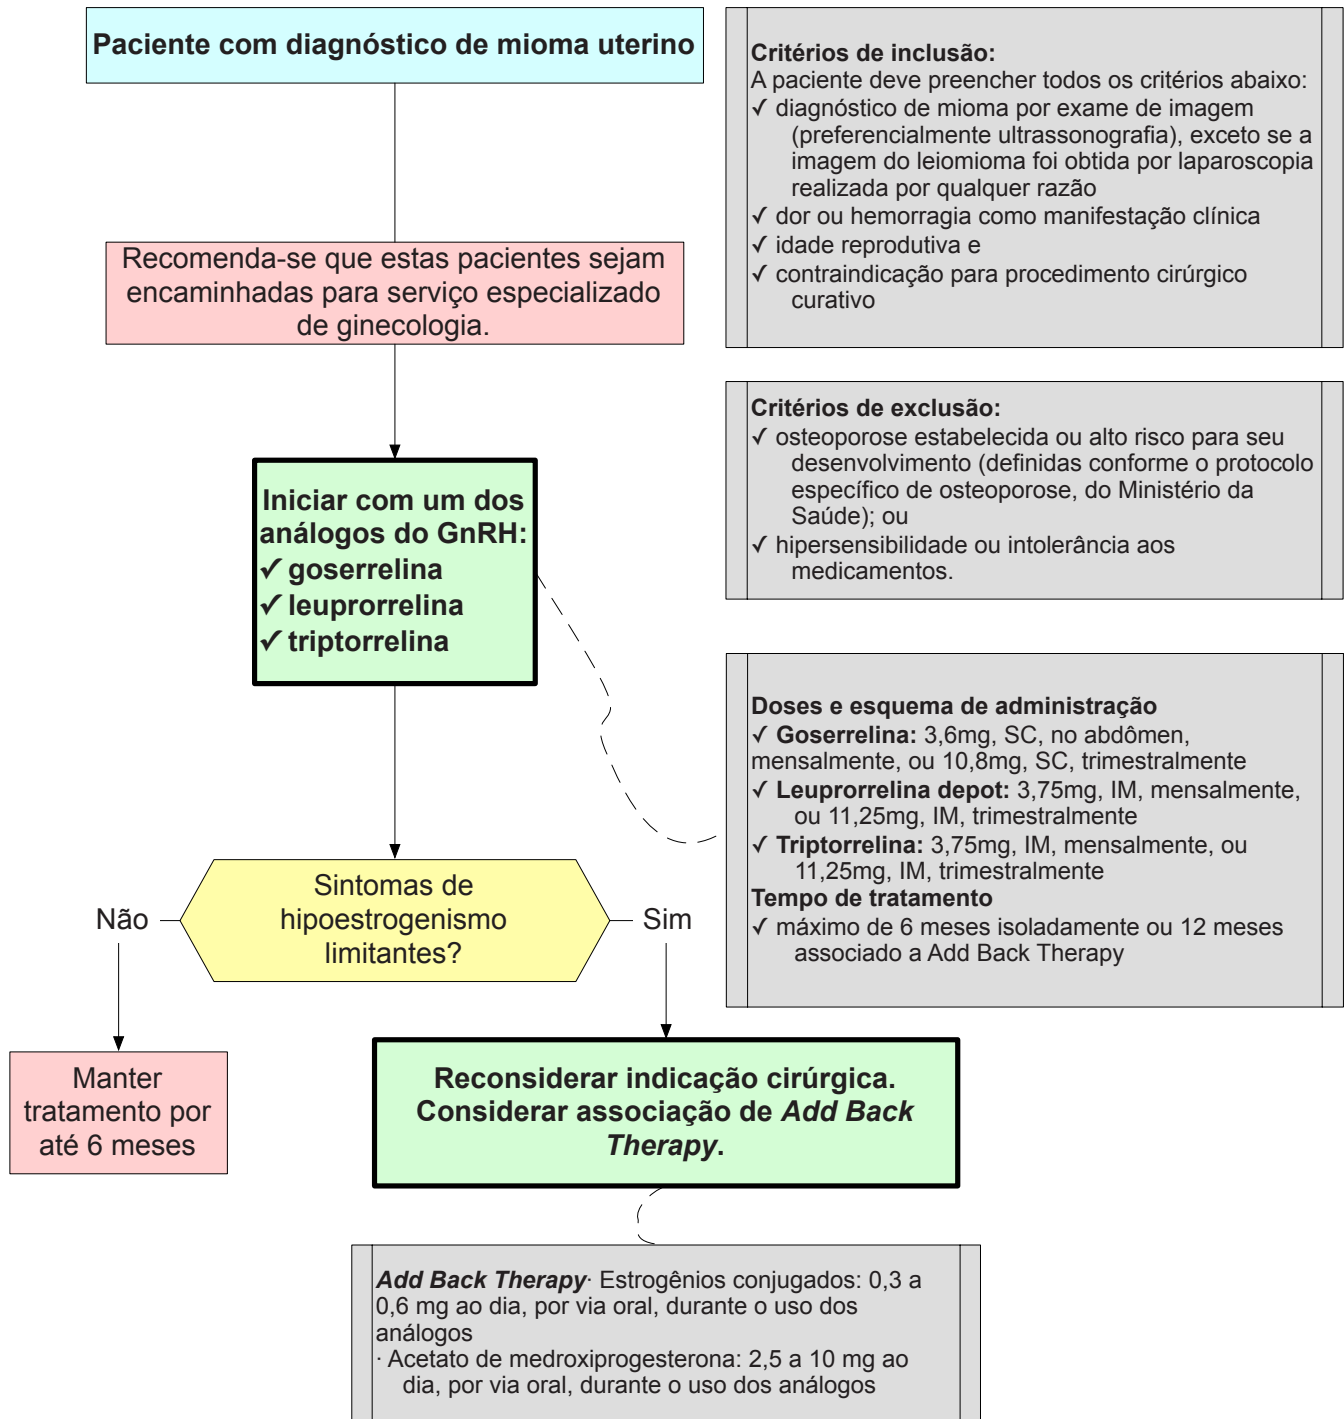 Paciente com diagnóstico de mioma uterino
Critérios de inclusão:
A paciente deve preencher todos os critérios abaixo:
✓ diagnóstico de mioma por exame de imagem
(preferencialmente ultrassonografia), exceto se a
imagem do leiomioma foi obtida por laparoscopia
realizada por qualquer razão
✓ dor ou hemorragia como manifestação clínica
✓ idade reprodutiva e
✓ contraindicação para procedimento cirúrgico
curativo
Recomenda-se que estas pacientes sejam
encaminhadas para serviço especializado
de ginecologia.
Critérios de exclusão:
✓ osteoporose estabelecida ou alto risco para seu
desenvolvimento (definidas conforme o protocolo
específico de osteoporose, do Ministério da
Saúde); ou
✓ hipersensibilidade ou intolerância aos
medicamentos.
Iniciar com um dos
análogos do GnRH:
✓ goserrelina
✓ leuprorrelina
✓ triptorrelina
Doses e esquema de administração
✓ Goserrelina: 3,6mg, SC, no abdômen,
mensalmente, ou 10,8mg, SC, trimestralmente
✓ Leuprorrelina depot: 3,75mg, IM, mensalmente,
ou 11,25mg, IM, trimestralmente
✓ Triptorrelina: 3,75mg, IM, mensalmente, ou
11,25mg, IM, trimestralmente
Tempo de tratamento
✓ máximo de 6 meses isoladamente ou 12 meses
associado a Add Back Therapy
Sintomas de
hipoestrogenismo
limitantes?
Não
Sim
Manter
tratamento por
até 6 meses
Reconsiderar indicação cirúrgica.
Considerar associação de Add Back
Therapy.
Add Back Therapy· Estrogênios conjugados: 0,3 a
0,6 mg ao dia, por via oral, durante o uso dos
análogos
· Acetato de medroxiprogesterona: 2,5 a 10 mg ao
dia, por via oral, durante o uso dos análogos